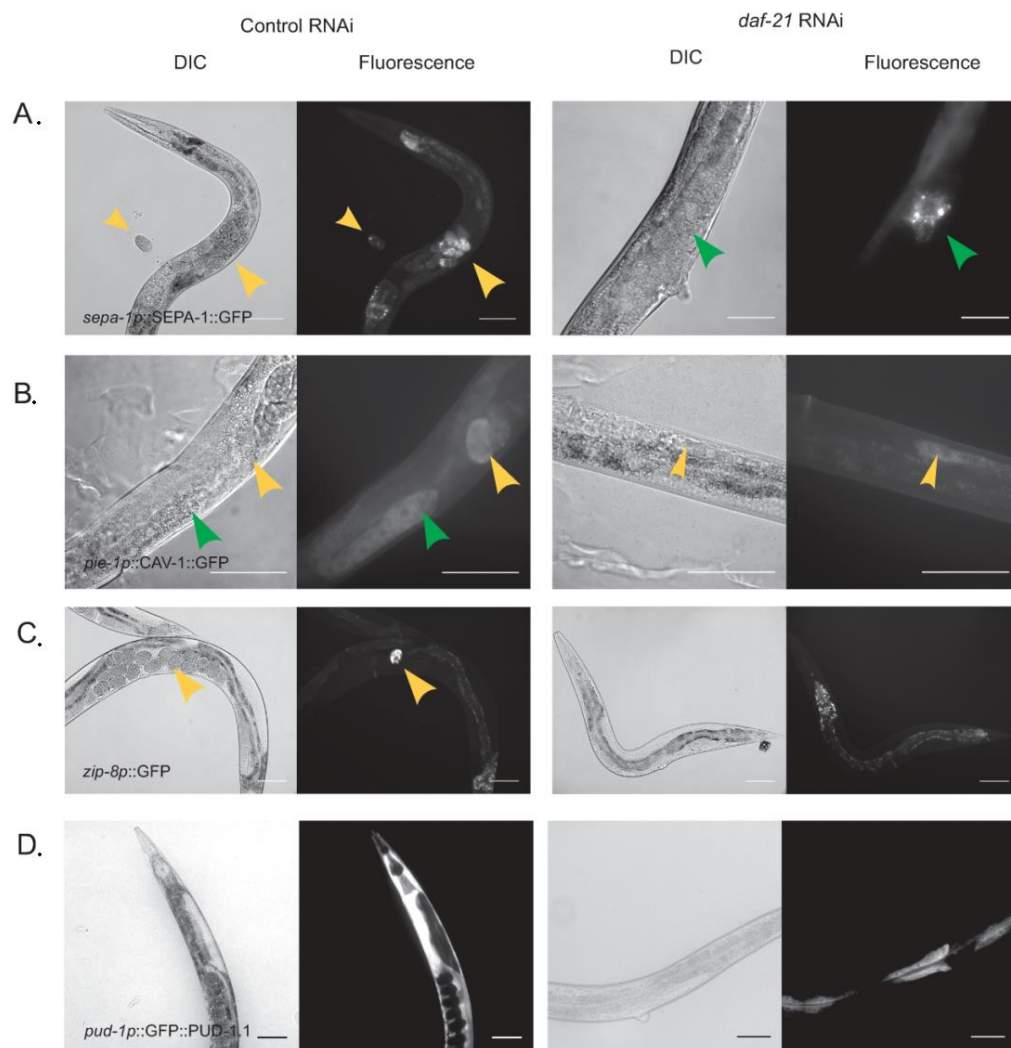 Control RNAi
daf-21 RNAi
DIC
Fluorescence
DIC
Fluorescence
A.
sepa-1p::SEPA-1::GFP
B.
pie-1p::CAV-1::GFP
C.
zip-8p::GFP
D.
pud-1p::GFP::PUD-1.1